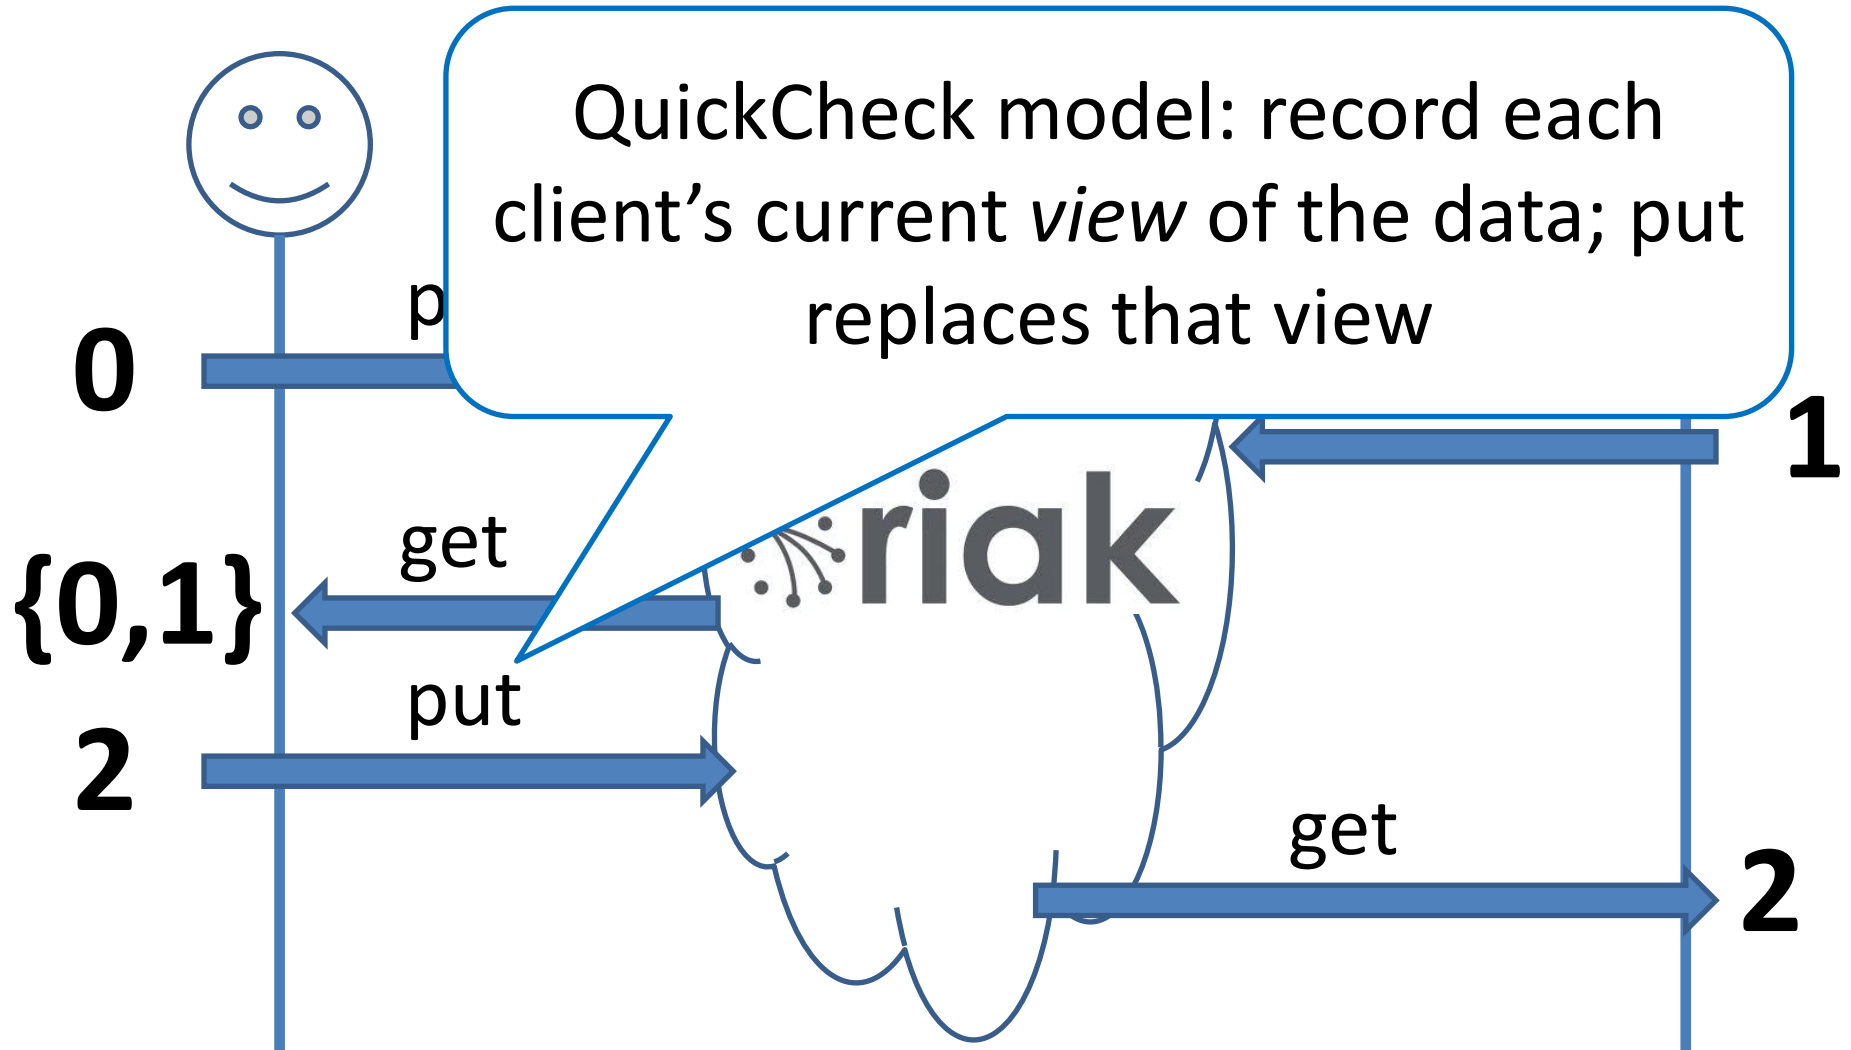 QuickCheck model: record each
client’s current view of the data; put
replaces that view
p
0
1
riak
get
{0,1}
put
2
get
2